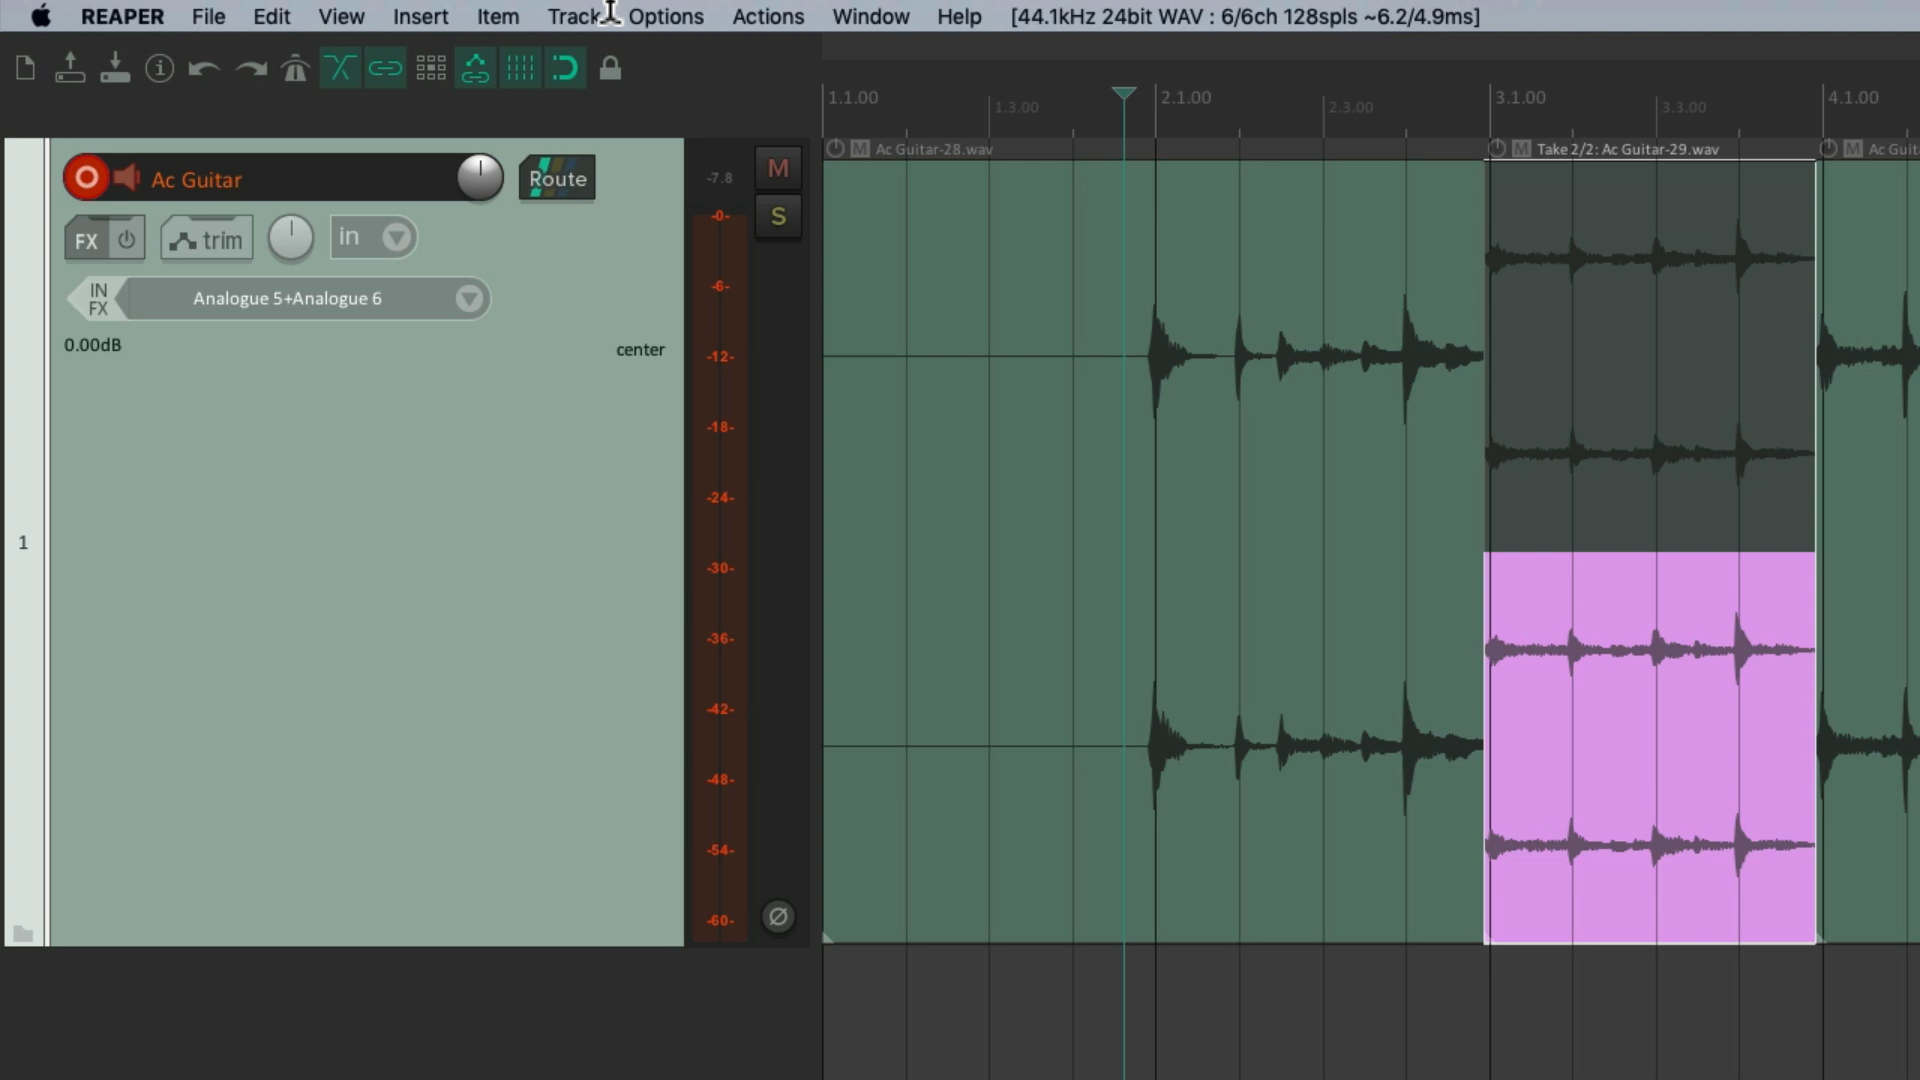 REAPER File Edit View Insert Item Track Options Actions Window Help [44.1kHz 24bit WAV : 6/6ch 128spls ~6.2/4.9ms]
1.1.00 1.3.00 2.1.00 2.3.00 3.1.00 3.3.00 4.1.00
M Ac Guitar-28.wav M Take 2/2: Ac Guitar-29.wav M Ac Guit
Ac Guitar Route -7.8 M
-0- S
FX trim in
IN FX Analogue 5+Analogue 6 -6-
0.00dB center -12-
-18-
-24-
1
-30-
-36-
-42-
-48-
-54-
-60-